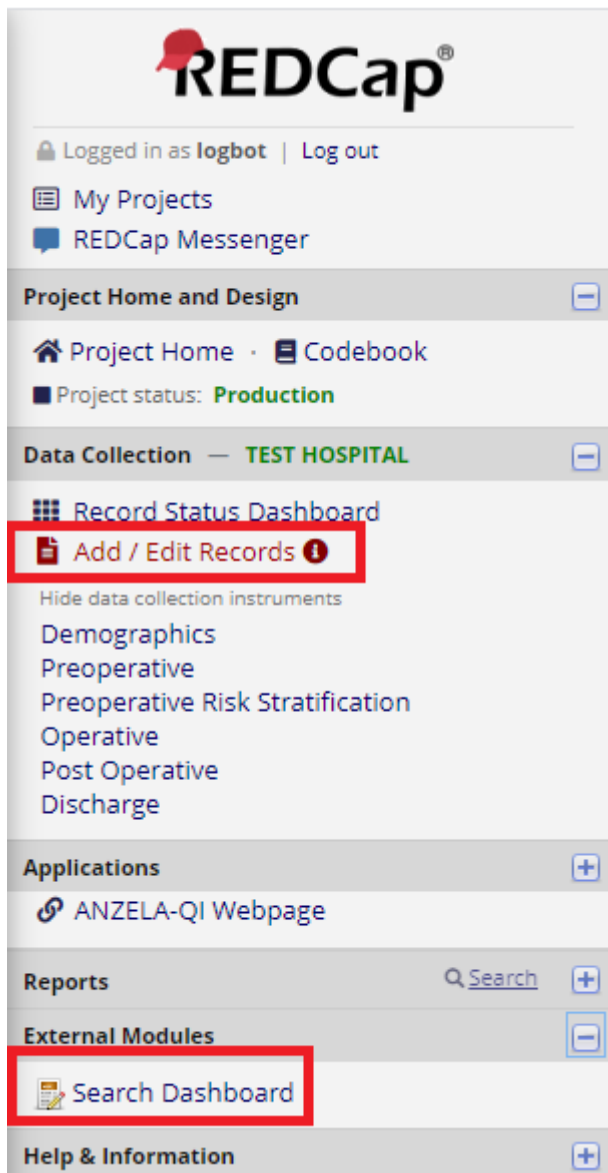 REDCap®
Logged in as logbot | Log out
My Projects
REDCap Messenger
Project Home and Design
Project Home · Codebook
Project status: Production
Data Collection — TEST HOSPITAL
Record Status Dashboard
Add / Edit Records
Hide data collection instruments
Demographics
Preoperative
Preoperative Risk Stratification
Operative
Post Operative
Discharge
Applications
ANZELA-QI Webpage
Reports Search
External Modules
Search Dashboard
Help & Information